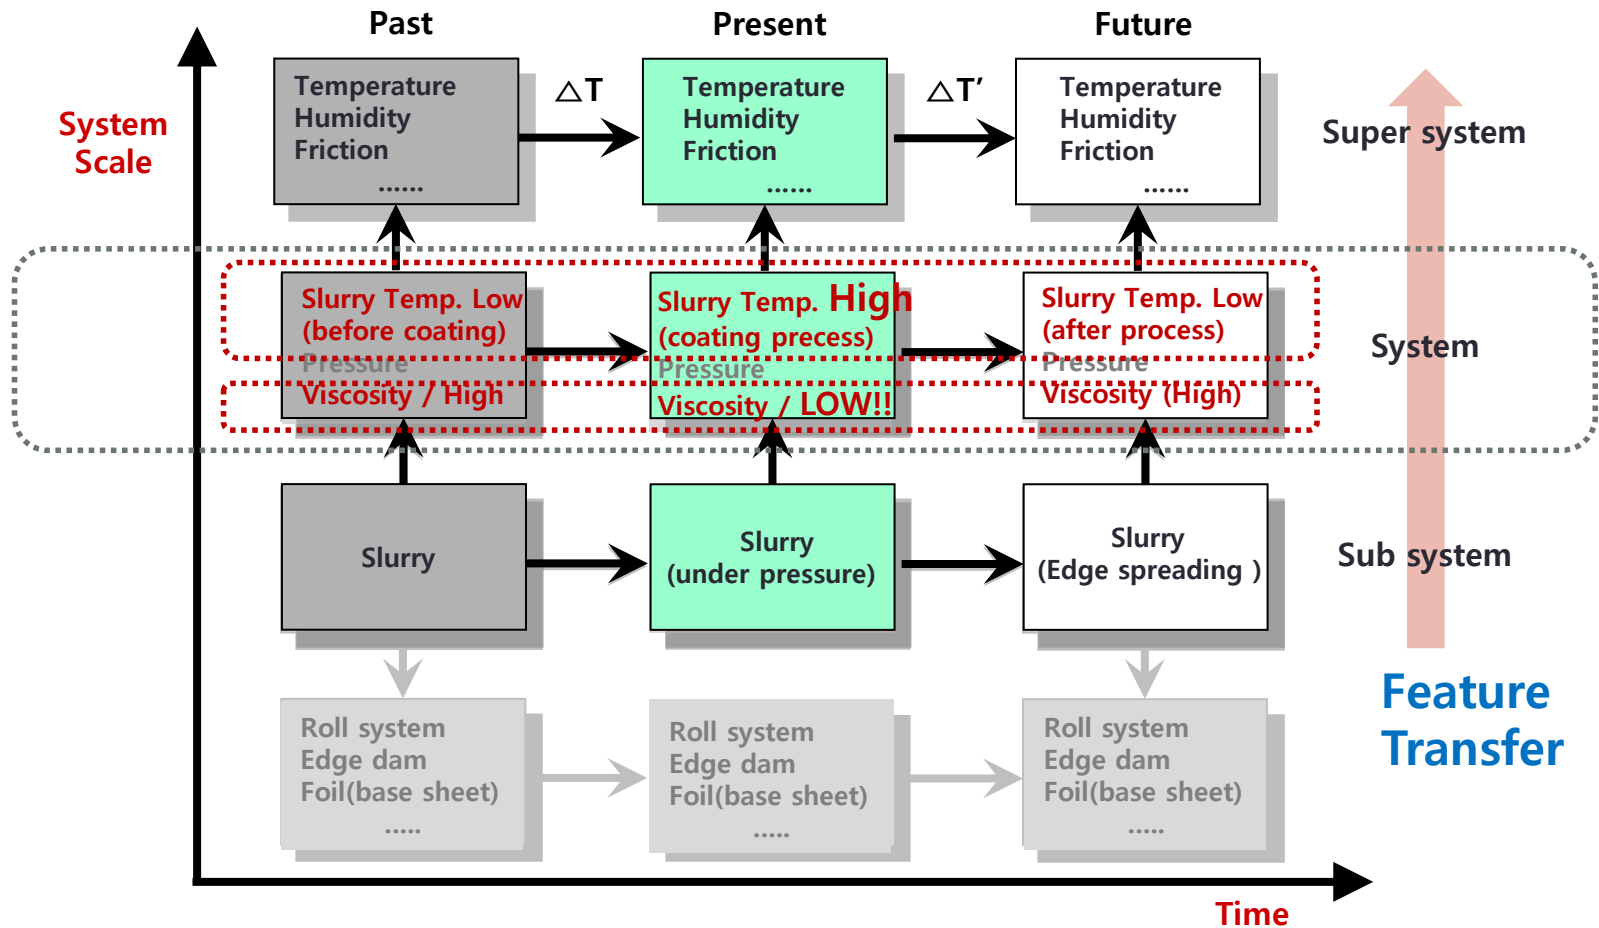 Past
Present
Future
System
Scale
Temperature
Humidity
Friction
......
△T
Temperature
Humidity
Friction
......
△T′
Temperature
Humidity
Friction
......
Super system
Slurry Temp. Low
(before coating)
Pressure
Viscosity / High
Slurry Temp. High
(coating precess)
Pressure
Viscosity / LOW!!
Slurry Temp. Low
(after process)
Pressure
Viscosity (High)
System
Slurry
Slurry
(under pressure)
Slurry
(Edge spreading )
Sub system
Roll system
Edge dam
Foil(base sheet)
.....
Roll system
Edge dam
Foil(base sheet)
.....
Roll system
Edge dam
Foil(base sheet)
.....
Feature
Transfer
Time